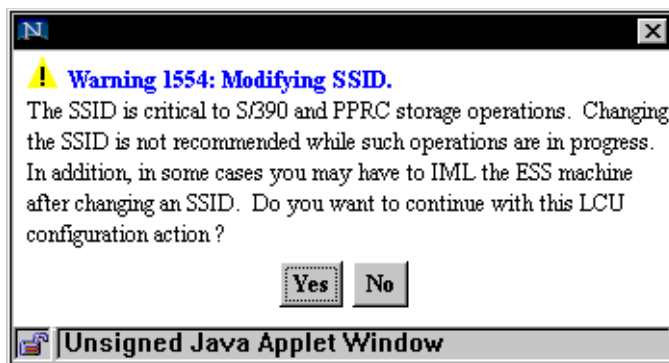 N
Warning 1554: Modifying SSID.
The SSID is critical to S/390 and PPRC storage operations. Changing
the SSID is not recommended while such operations are in progress.
In addition, in some cases you may have to IML the ESS machine
after changing an SSID. Do you want to continue with this LCU
configuration action ?
Yes No
Unsigned Java Applet Window